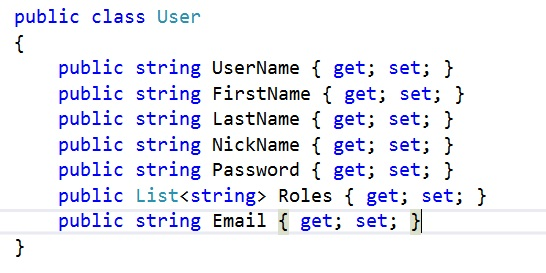 public class User
{
    public string UserName { get; set; }
    public string FirstName { get; set; }
    public string LastName { get; set; }
    public string NickName { get; set; }
    public string Password { get; set; }
    public List<string> Roles { get; set; }
    public string Email { get; set; }
}